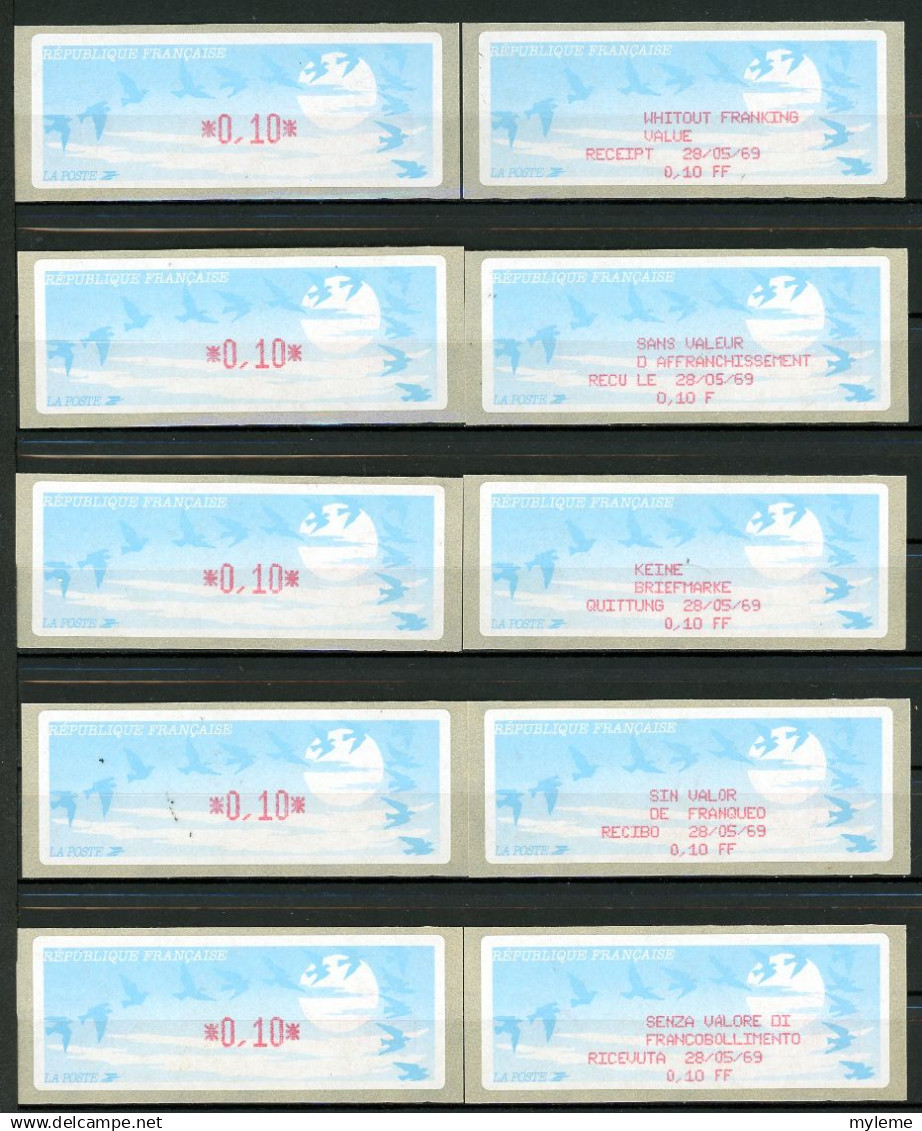 RÉPUBLIQUE FRANÇAISE
*0,10*
LA POSTE
RÉPUBLIQUE FRANÇAISE
WHITOUT FRANKING
VALUE
RECEIPT 28/05/69
0,10 FF
LA POSTE
RÉPUBLIQUE FRANÇAISE
*0,10*
LA POSTE
RÉPUBLIQUE FRANÇAISE
SANS VALEUR
D AFFRANCHISSEMENT
RECU LE 28/05/69
0,10 F
LA POSTE
RÉPUBLIQUE FRANÇAISE
*0,10*
LA POSTE
RÉPUBLIQUE FRANÇAISE
KEINE
BRIEFMARKE
QUITTUNG 28/05/69
0,10 FF
LA POSTE
RÉPUBLIQUE FRANÇAISE
*0,10*
LA POSTE
RÉPUBLIQUE FRANÇAISE
SIN VALOR
DE FRANQUEO
RECIBO 28/05/69
0,10 FF
LA POSTE
RÉPUBLIQUE FRANÇAISE
*0,10*
LA POSTE
RÉPUBLIQUE FRANÇAISE
SENZA VALORE DI
FRANCOBOLLIMENTO
RICEVUTA 28/05/69
0,10 FF
LA POSTE
myleme